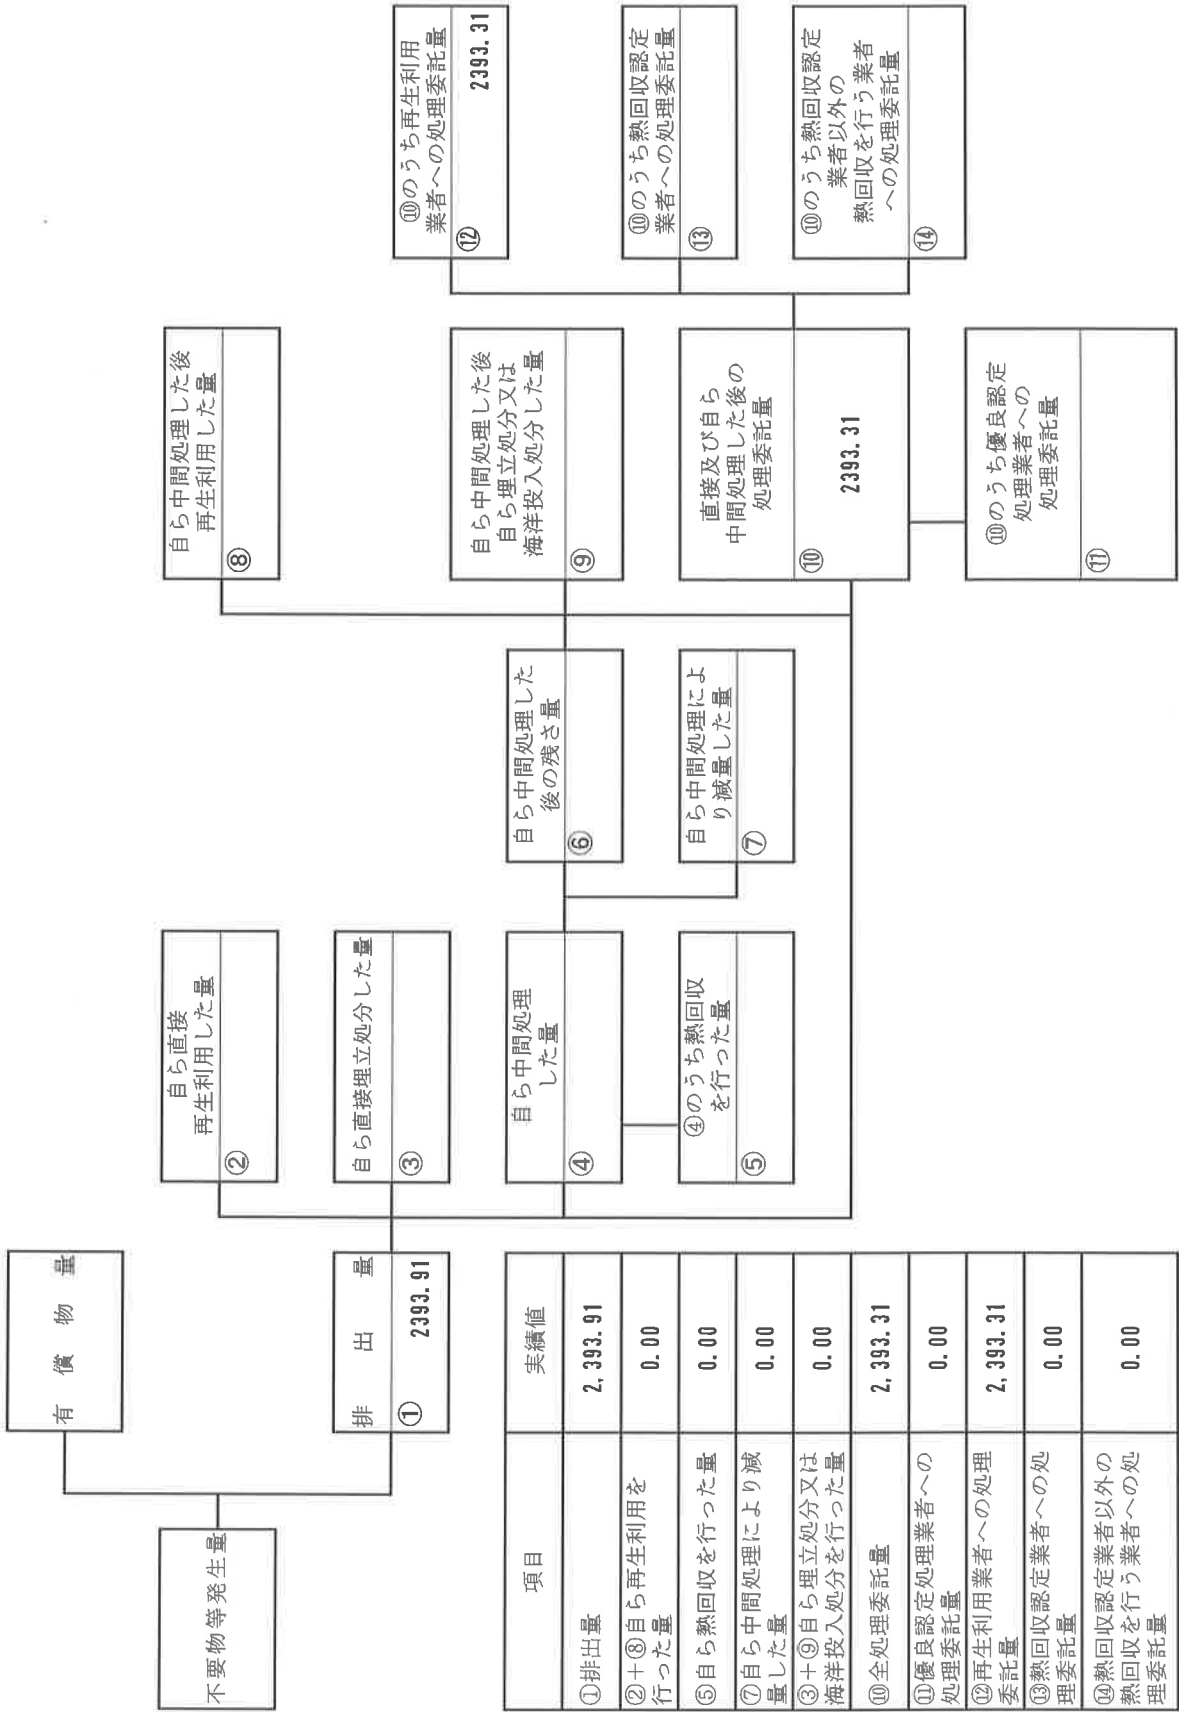 不要物等発生量
有償物量
排出量
①
2393.91
自ら直接
再生利用した量
②
自ら直接埋立処分した量
③
自ら中間処理
した量
④
④のうち熱回収
を行った量
⑤
自ら中間処理した
後の残さ量
⑥
自ら中間処理によ
り減量した量
⑦
自ら中間処理した後
再生利用した量
⑧
自ら中間処理した後
自ら埋立処分又は
海洋投入処分した量
⑨
直接及び自ら
中間処理した後の
処理委託量
⑩
2393.31
⑩のうち優良認定
処理業者への
処理委託量
⑪
⑩のうち再生利用
業者への処理委託量
⑫
2393.31
⑩のうち熱回収認定
業者への処理委託量
⑬
⑩のうち熱回収認定
業者以外の
熱回収を行う業者
への処理委託量
⑭
項目 実績値
①排出量 2,393.91
②+⑧自ら再生利用を
行った量 0.00
⑤自ら熱回収を行った量 0.00
⑦自ら中間処理により減
量した量 0.00
③+⑨自ら埋立処分又は
海洋投入処分を行った量 0.00
⑩全処理委託量 2,393.31
⑪優良認定処理業者への
処理委託量 0.00
⑫再生利用業者への処理
委託量 2,393.31
⑬熱回収認定業者への処
理委託量 0.00
⑭熱回収認定業者以外の
熱回収を行う業者への処
理委託量 0.00